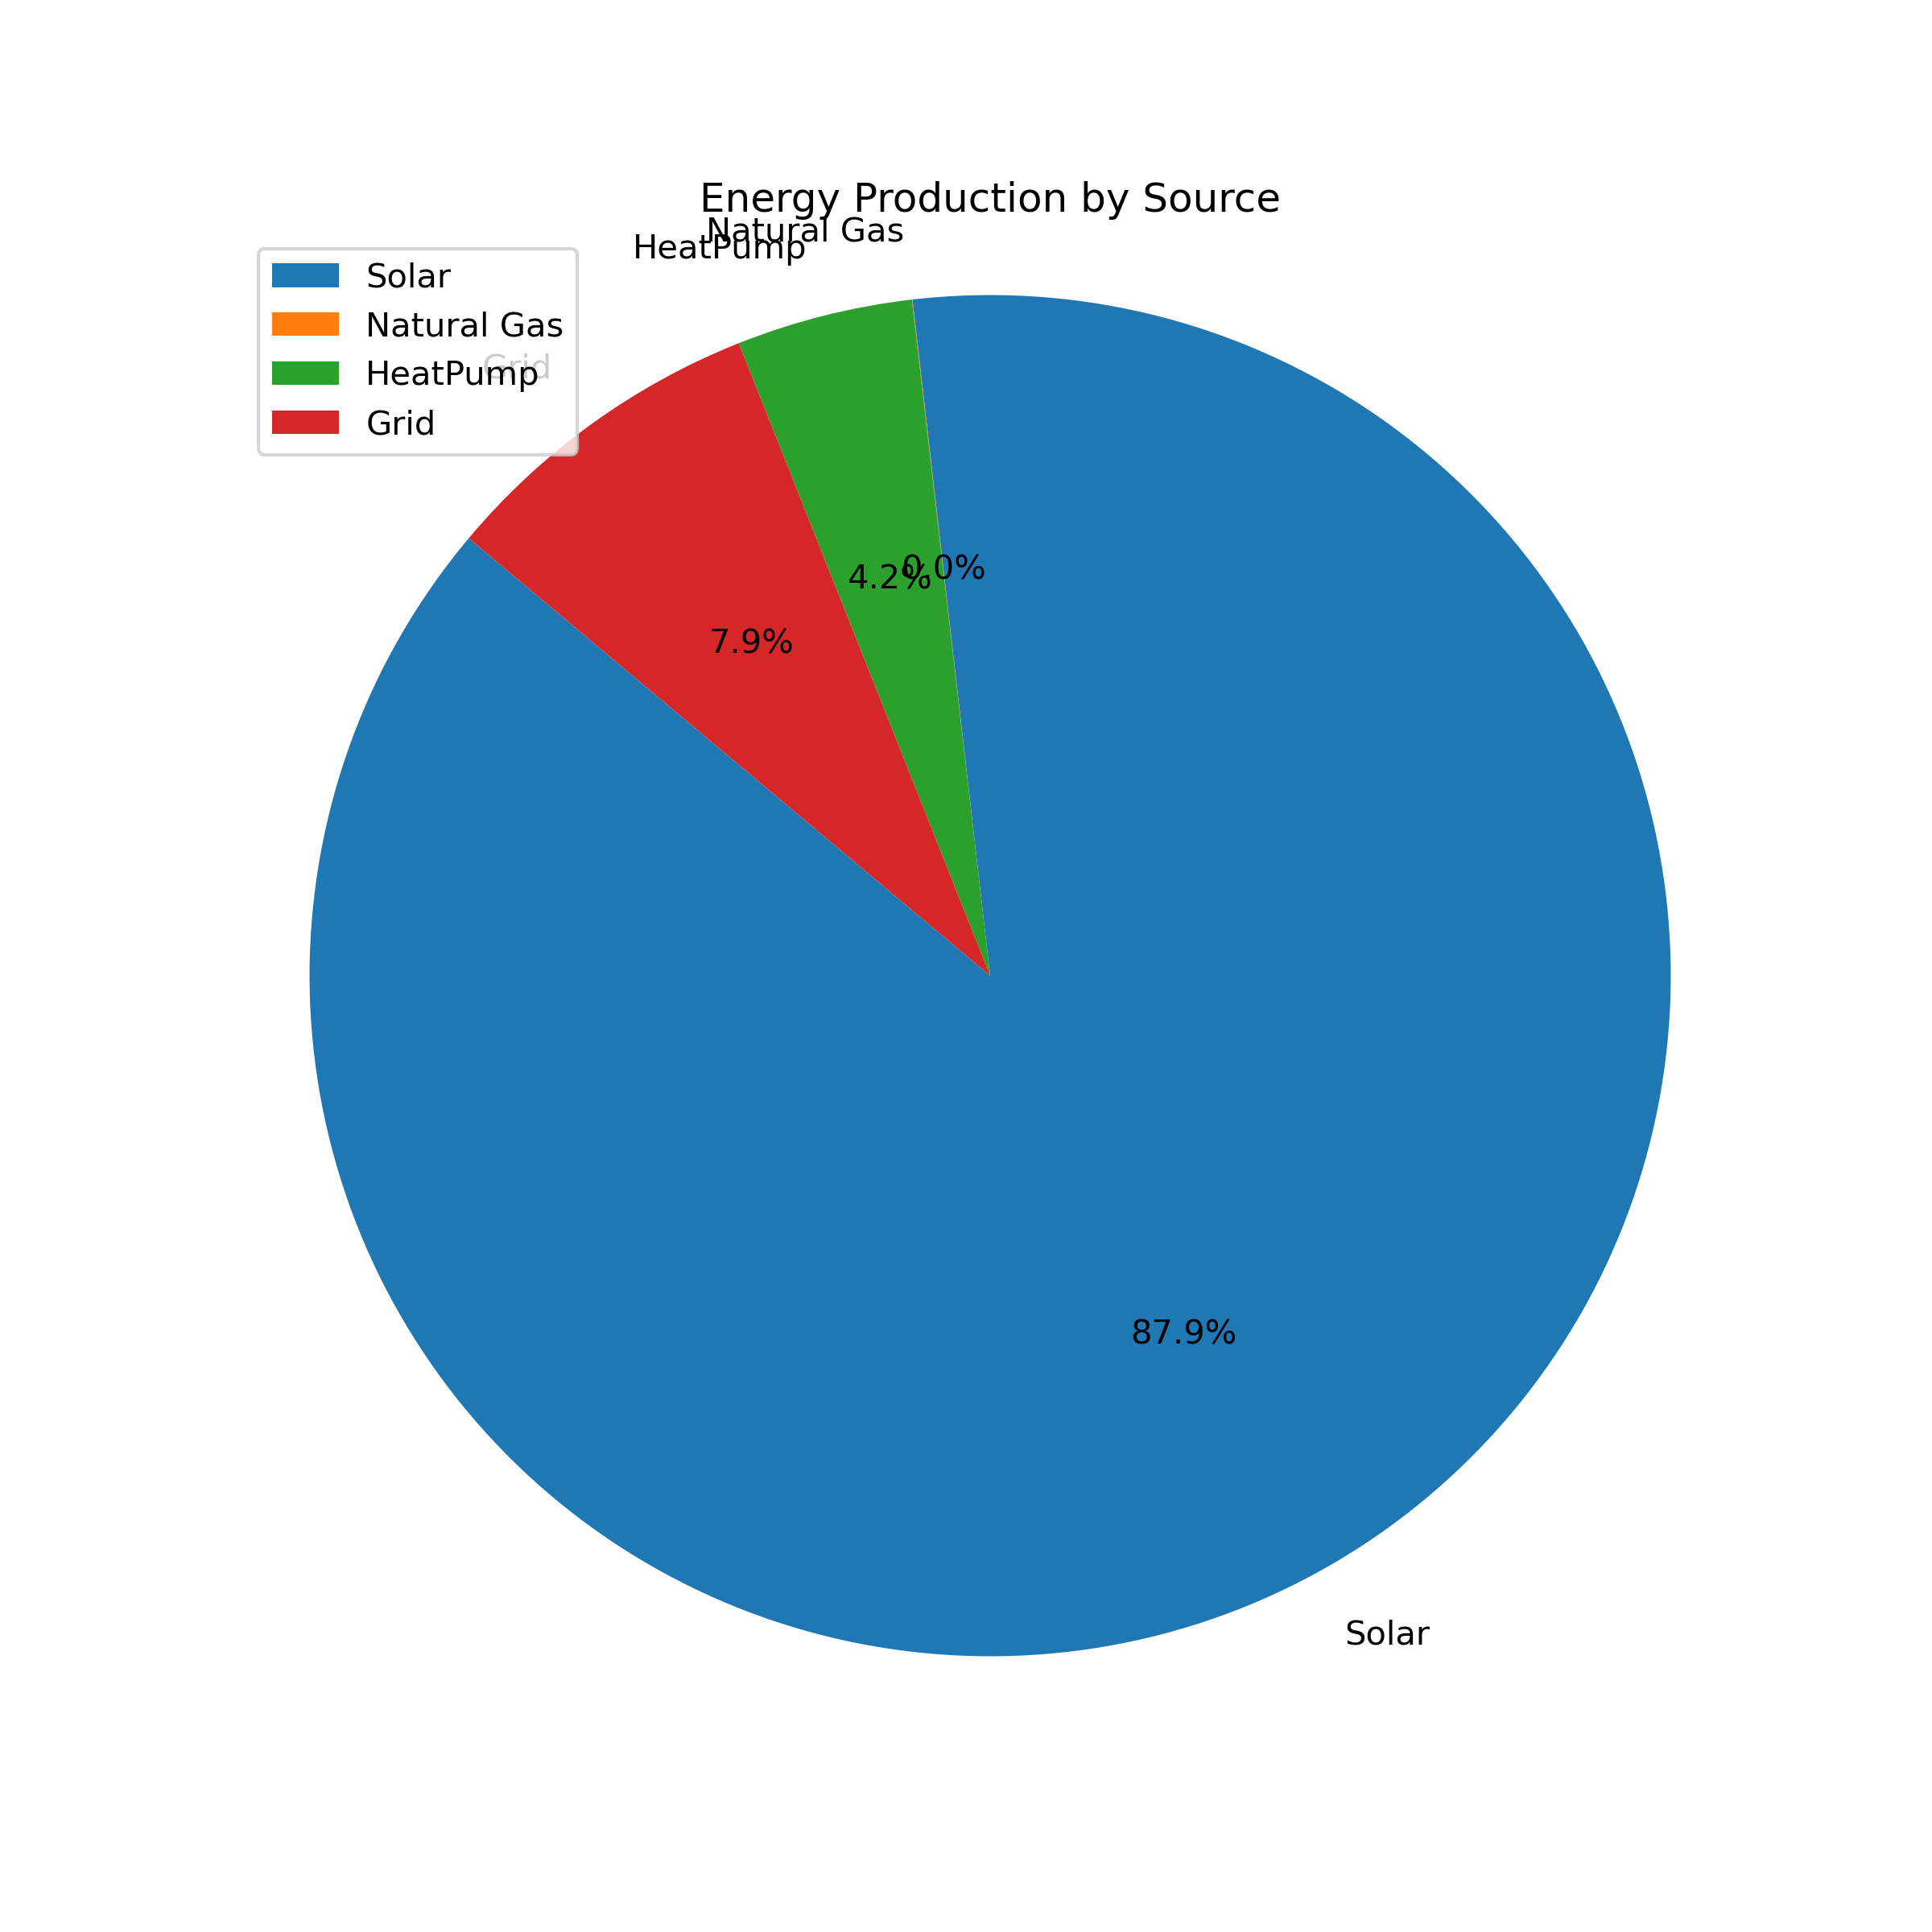 Energy Production by Source
Natural Gas
HeatPump
Solar
Natural Gas
Grid
HeatPump
Grid
0.0%
4.2%
7.9%
87.9%
Solar